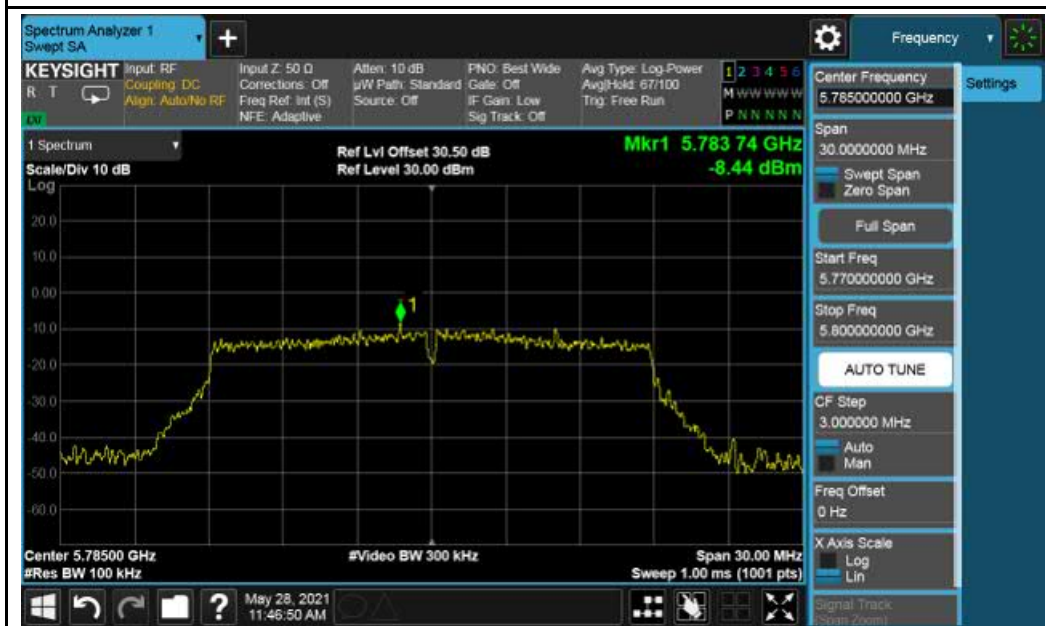 Spectrum Analyzer 1
Swept SA
+
Frequency
KEYSIGHT
R T
Input: RF
Coupling: DC
Align: Auto/No RF
Input Z: 50 Ω
Corrections: Off
Freq Ref: Int (S)
NFE: Adaptive
Atten: 10 dB
µW Path: Standard
Source: Off
PNO: Best Wide
Gate: Off
IF Gain: Low
Sig Track: Off
Avg Type: Log-Power
Avg|Hold: 67/100
Trig: Free Run
1 2 3 4 5 6
M W W W W W
P N N N N N
1 Spectrum
Scale/Div 10 dB
Log
Ref Lvl Offset 30.50 dB
Ref Level 30.00 dBm
Mkr1 5.783 74 GHz
-8.44 dBm
20.0
10.0
0.00
-10.0
-20.0
-30.0
-40.0
-50.0
-60.0
1
Center 5.78500 GHz
#Res BW 100 kHz
#Video BW 300 kHz
Span 30.00 MHz
Sweep 1.00 ms (1001 pts)
Center Frequency
5.785000000 GHz
Settings
Span
30.0000000 MHz
Swept Span
Zero Span
Full Span
Start Freq
5.770000000 GHz
Stop Freq
5.800000000 GHz
AUTO TUNE
CF Step
3.000000 MHz
Auto
Man
Freq Offset
0 Hz
X Axis Scale
Log
Lin
Signal Track
(Span Zoom)
?
May 28, 2021
11:46:50 AM